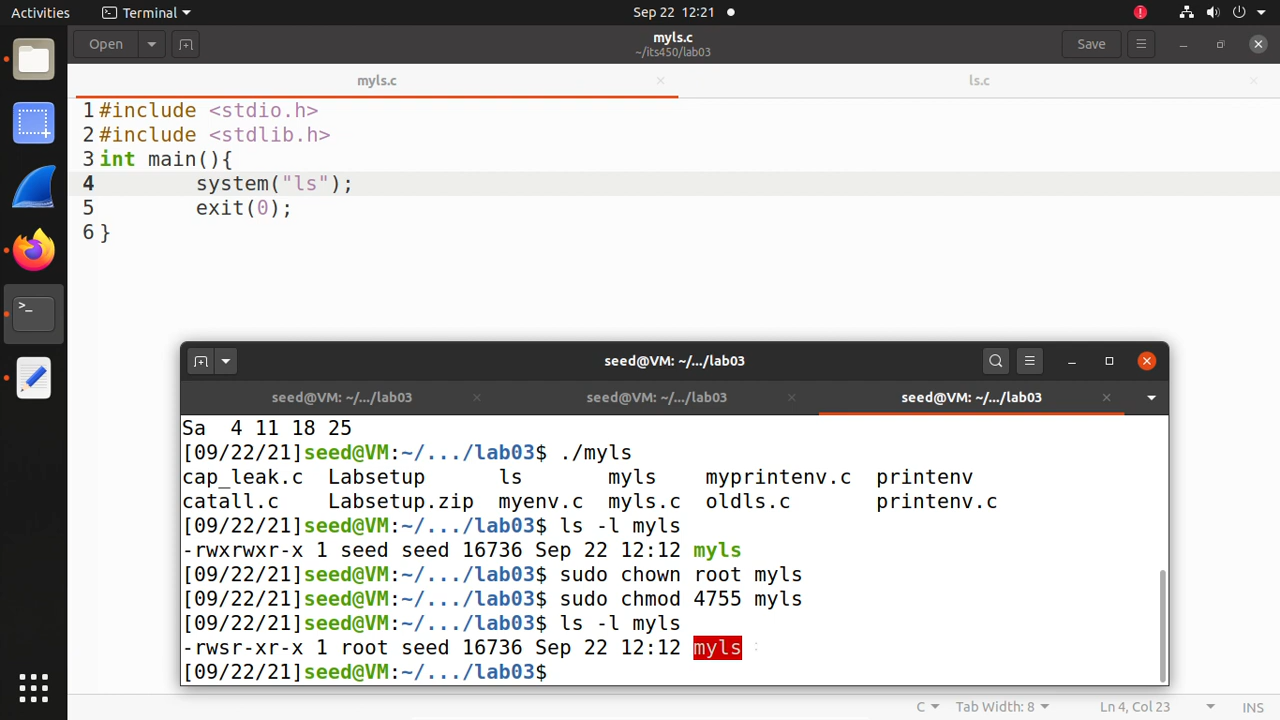 Activities Terminal Sep 22 12:21
Open myls.c Save
~/its450/lab03
myls.c ls.c
1 #include <stdio.h>
2 #include <stdlib.h>
3 int main(){
4 system("ls");
5 exit(0);
6 }
seed@VM: ~/.../lab03
seed@VM: ~/.../lab03 seed@VM: ~/.../lab03 seed@VM: ~/.../lab03
Sa 4 11 18 25
[09/22/21]seed@VM:~/.../lab03$ ./myls
cap_leak.c Labsetup ls myls myprintenv.c printenv
catall.c Labsetup.zip myenv.c myls.c oldls.c printenv.c
[09/22/21]seed@VM:~/.../lab03$ ls -l myls
-rwxrwxr-x 1 seed seed 16736 Sep 22 12:12 myls
[09/22/21]seed@VM:~/.../lab03$ sudo chown root myls
[09/22/21]seed@VM:~/.../lab03$ sudo chmod 4755 myls
[09/22/21]seed@VM:~/.../lab03$ ls -l myls
-rwsr-xr-x 1 root seed 16736 Sep 22 12:12 myls
[09/22/21]seed@VM:~/.../lab03$
C Tab Width: 8 Ln 4, Col 23 INS